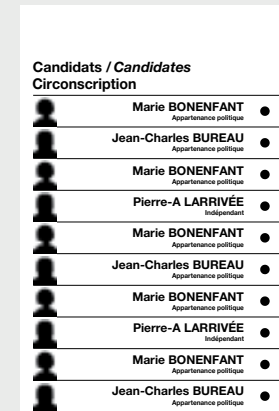 Candidats / Candidates
Circonscription
Marie BONENFANT
Appartenance politique
Jean-Charles BUREAU
Appartenance politique
Marie BONENFANT
Appartenance politique
Pierre-A LARRIVÉE
Indépendant
Marie BONENFANT
Appartenance politique
Jean-Charles BUREAU
Appartenance politique
Marie BONENFANT
Appartenance politique
Pierre-A LARRIVÉE
Indépendant
Marie BONENFANT
Appartenance politique
Jean-Charles BUREAU
Appartenance politique